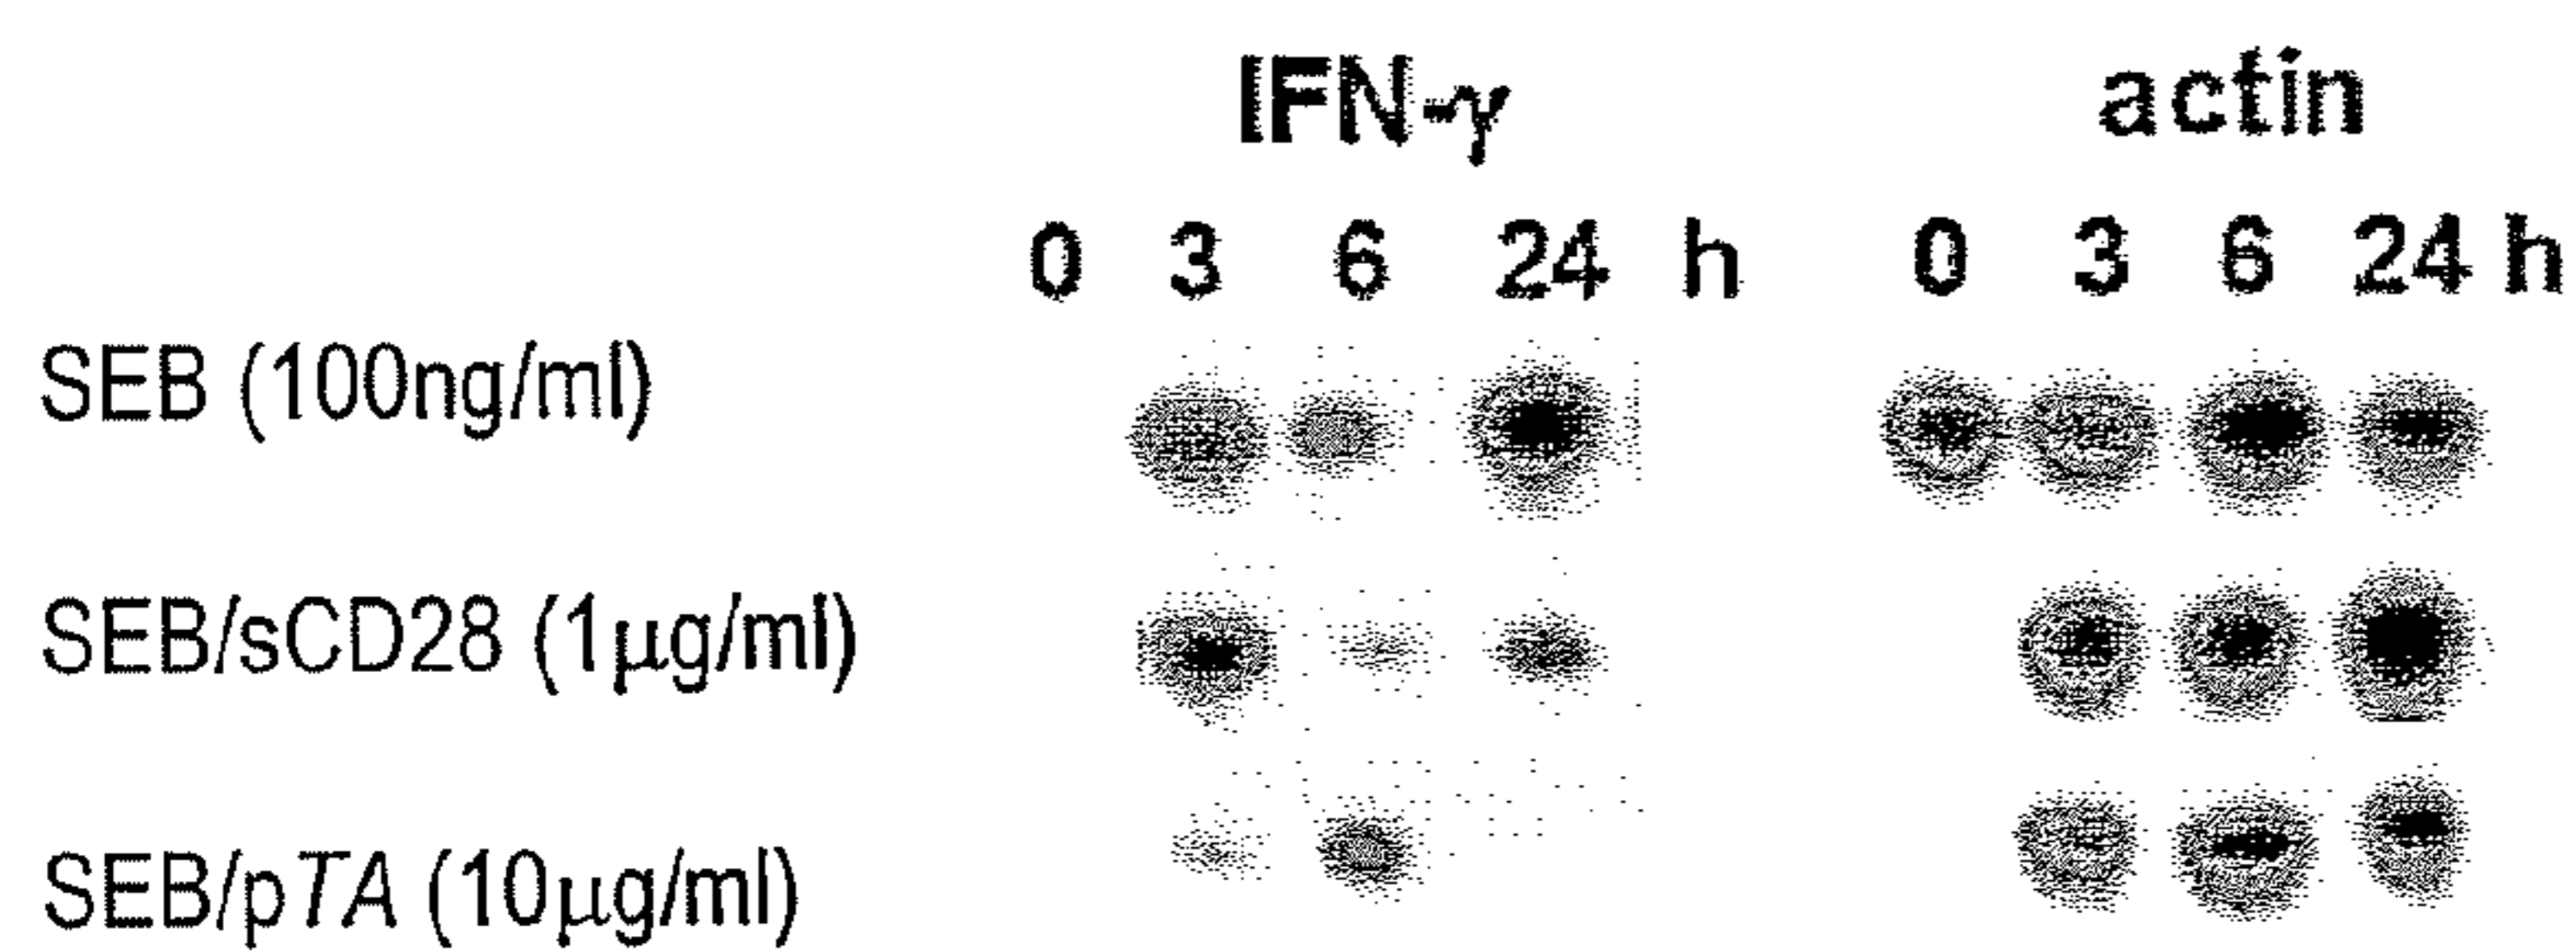 IFN-γ actin
0 3 6 24 h 0 3 6 24 h
SEB (100ng/ml)
SEB/sCD28 (1μg/ml)
SEB/pTA (10μg/ml)